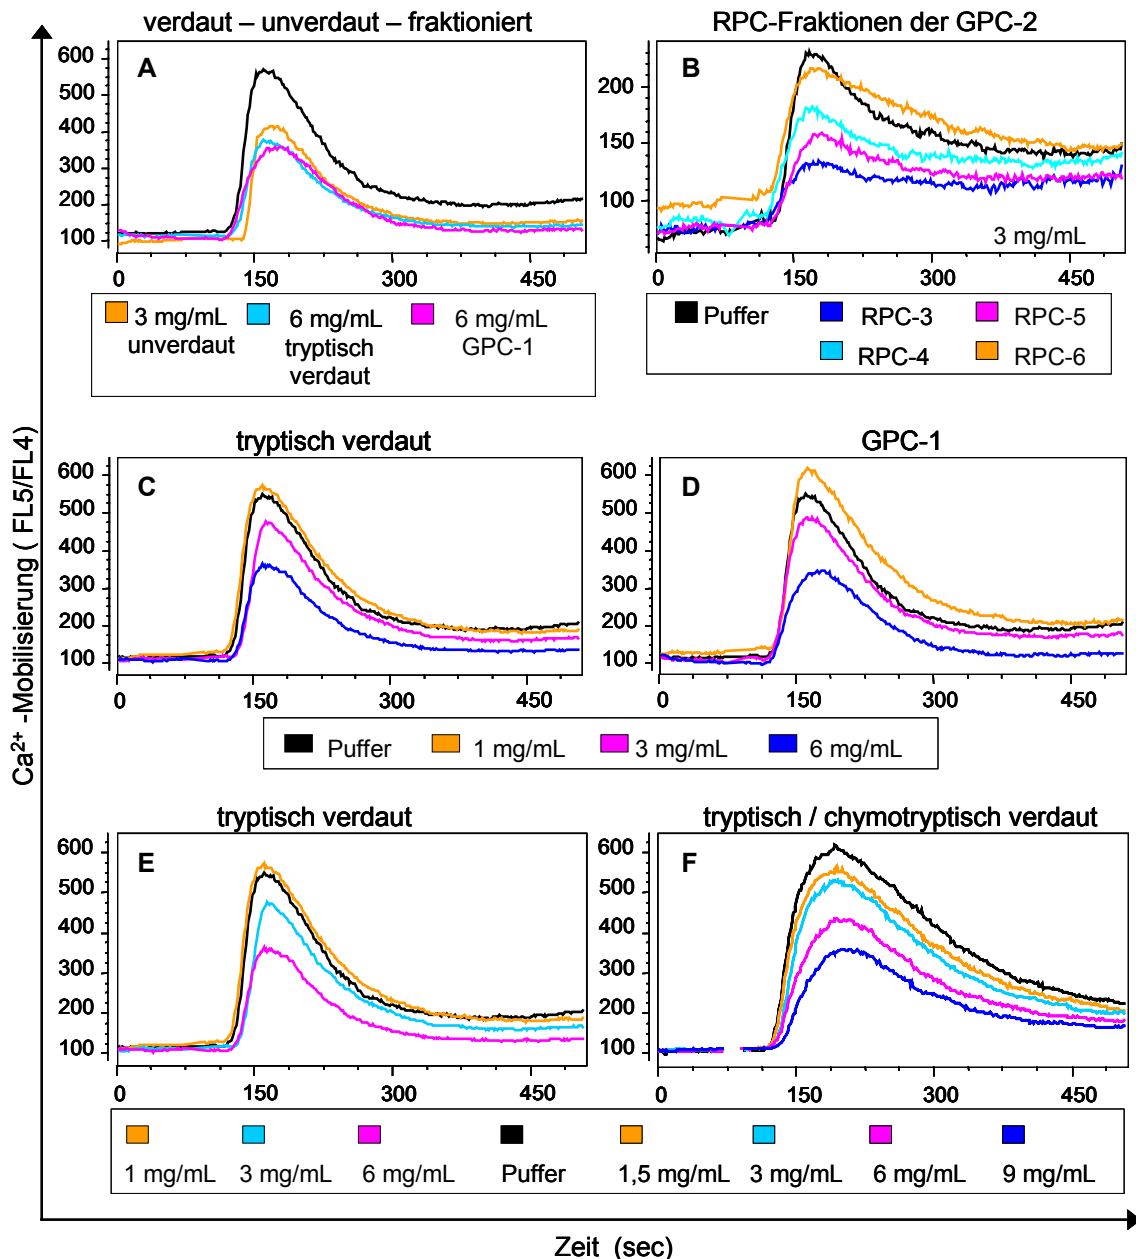 verdaut – unverdaut – fraktioniert
RPC-Fraktionen der GPC-2
A
600
500
400
300
200
100
0 150 300 450
B
200
150
100
3 mg/mL
0 150 300 450
3 mg/mL 6 mg/mL 6 mg/mL
unverdaut tryptisch GPC-1
verdaut
Puffer RPC-3 RPC-5
RPC-4 RPC-6
tryptisch verdaut
GPC-1
C
600
500
400
300
200
100
0 150 300 450
D
600
500
400
300
200
100
0 150 300 450
Puffer 1 mg/mL 3 mg/mL 6 mg/mL
tryptisch verdaut
tryptisch / chymotryptisch verdaut
E
600
500
400
300
200
100
0 150 300 450
F
600
500
400
300
200
100
0 150 300 450
1 mg/mL 3 mg/mL 6 mg/mL Puffer 1,5 mg/mL 3 mg/mL 6 mg/mL 9 mg/mL
Ca²⁺ -Mobilisierung ( FL5/FL4)
Zeit (sec)